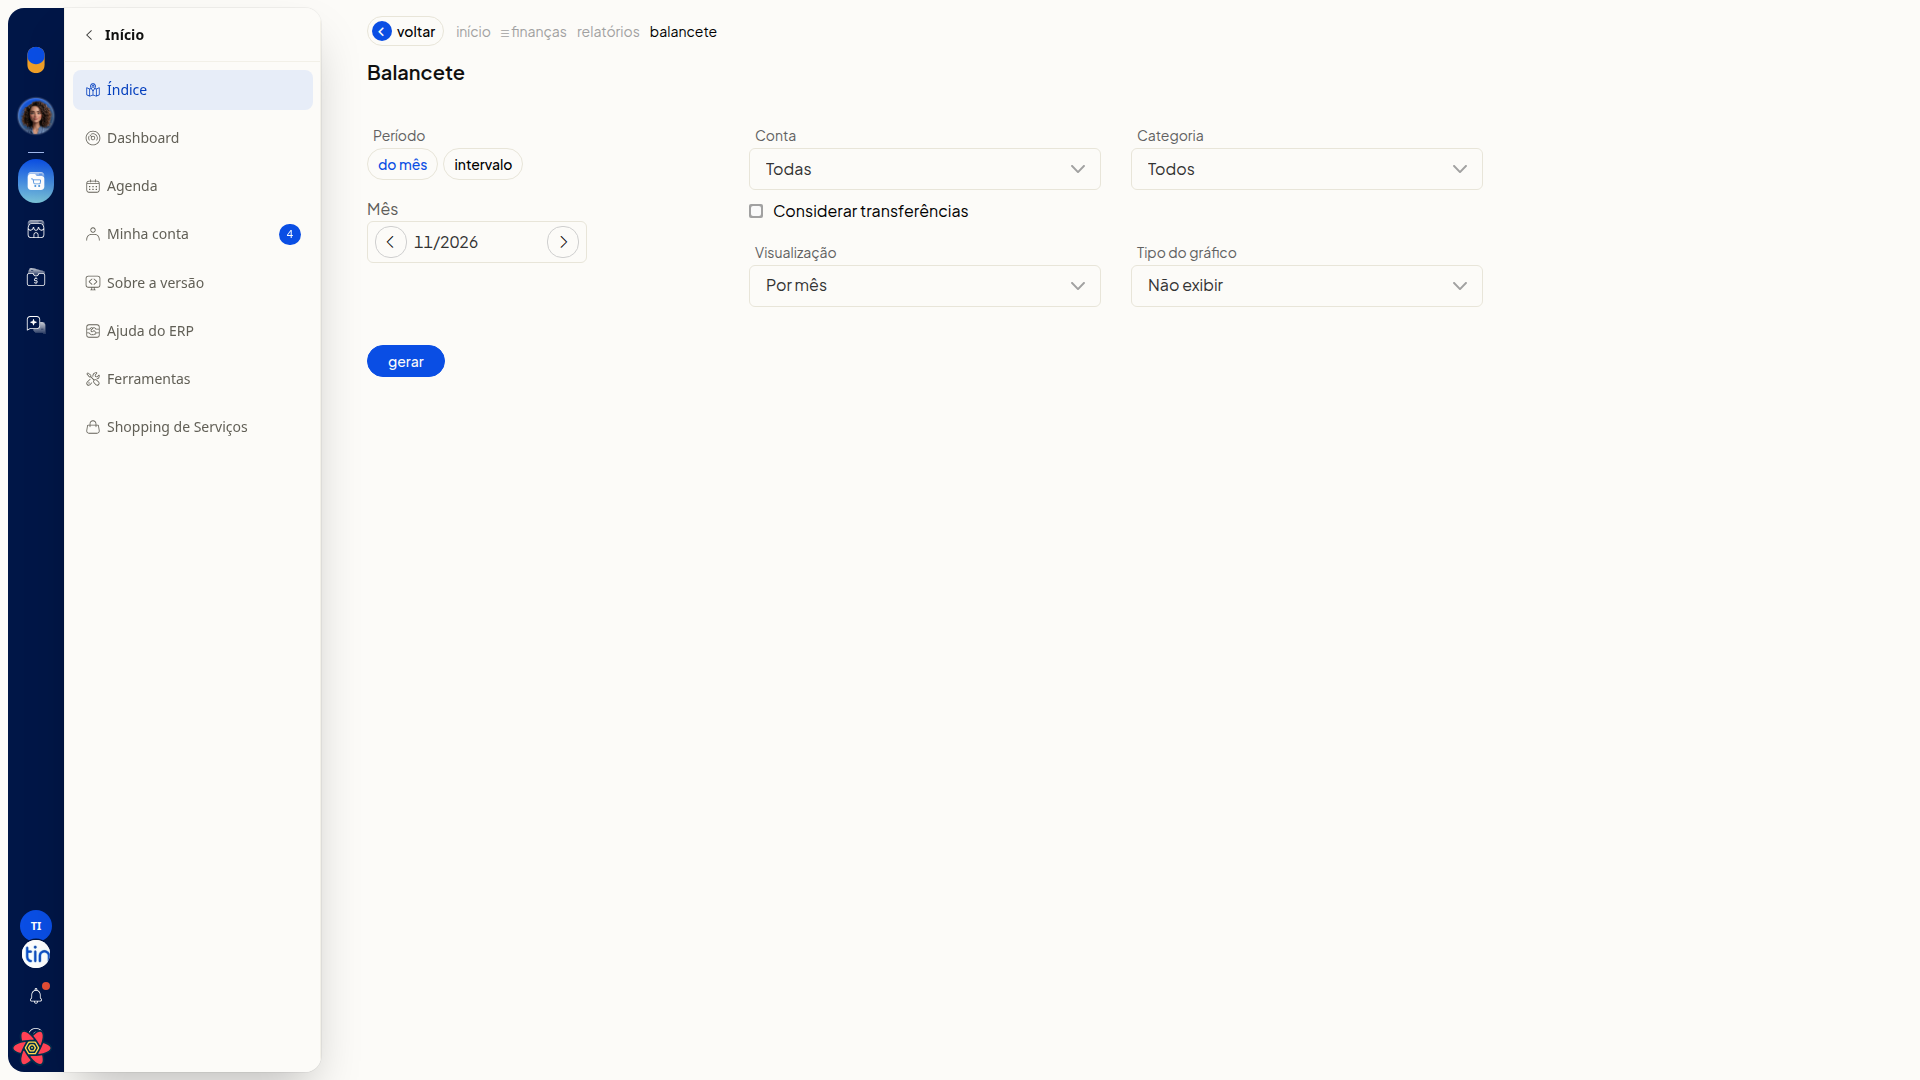 Início
Índice
Dashboard
Agenda
Minha conta
4
Sobre a versão
Ajuda do ERP
Ferramentas
Shopping de Serviços
TI
tin
voltar
início
finanças
relatórios
balancete
Balancete
Período
do mês
intervalo
Mês
11/2026
Conta
Todas
Considerar transferências
Categoria
Todos
Visualização
Por mês
Tipo do gráfico
Não exibir
gerar